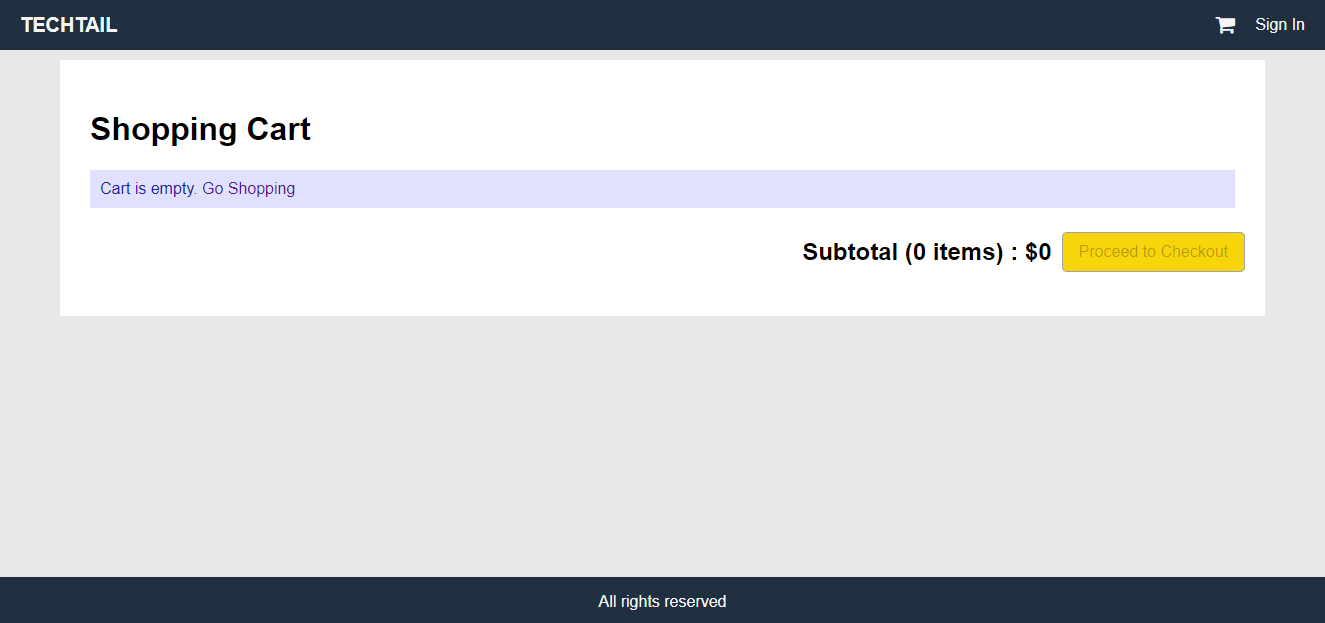 TECHTAIL
Sign In
Shopping Cart
Cart is empty. Go Shopping
Subtotal (0 items) : $0
Proceed to Checkout
All rights reserved